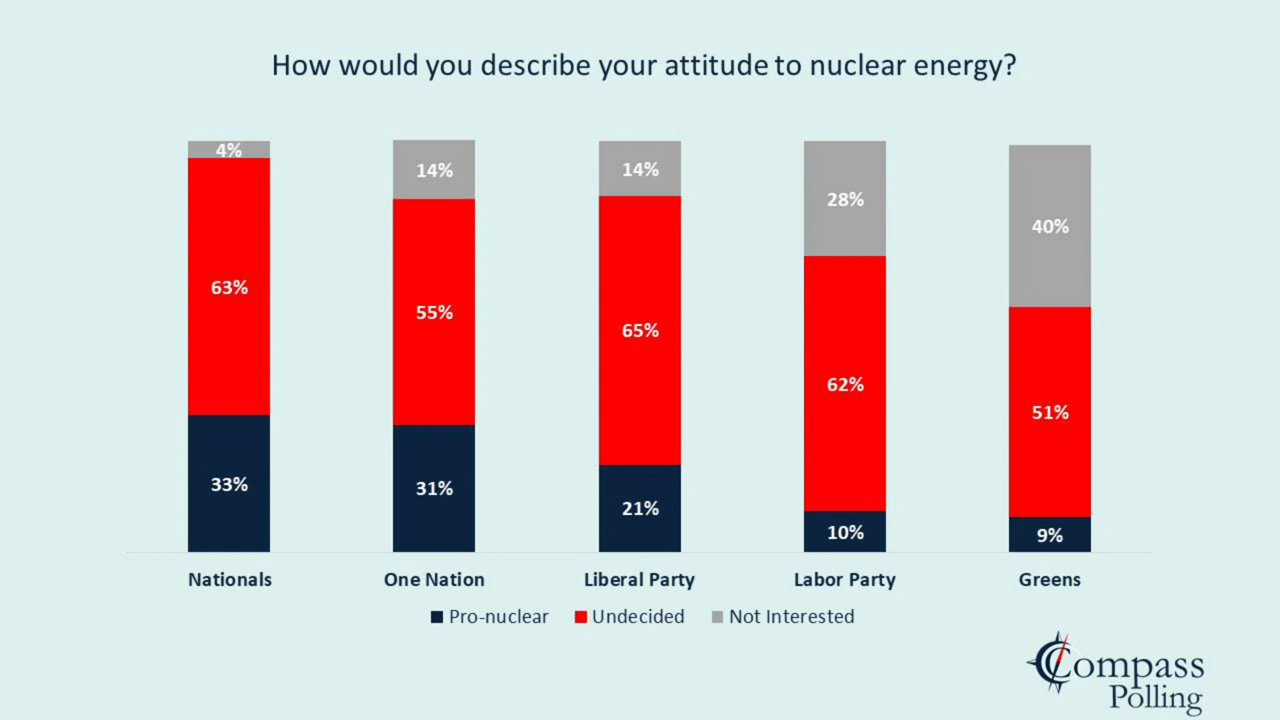 How would you describe your attitude to nuclear energy?
4% 14% 14% 28% 40%
63% 55% 65% 62% 51%
33% 31% 21% 10% 9%
Nationals One Nation Liberal Party Labor Party Greens
Pro-nuclear Undecided Not Interested
Compass
Polling